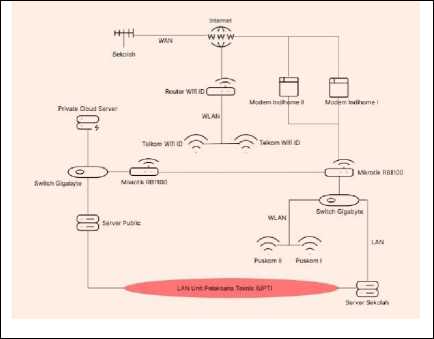 Internet
WAN
Sekolah
Router Wifi ID
Modem Indihome II
Modem Indihome I
Private Cloud Server
WLAN
Telkom Wifi ID
Telkom Wifi ID
Switch Gigabyte
Mikrotik RB1100
Mikrotik RB1100
Switch Gigabyte
WLAN
Server Public
LAN
Puskom II
Puskom I
LAN Unit Pelaksana Teknis (UPT)
Server Sekolah